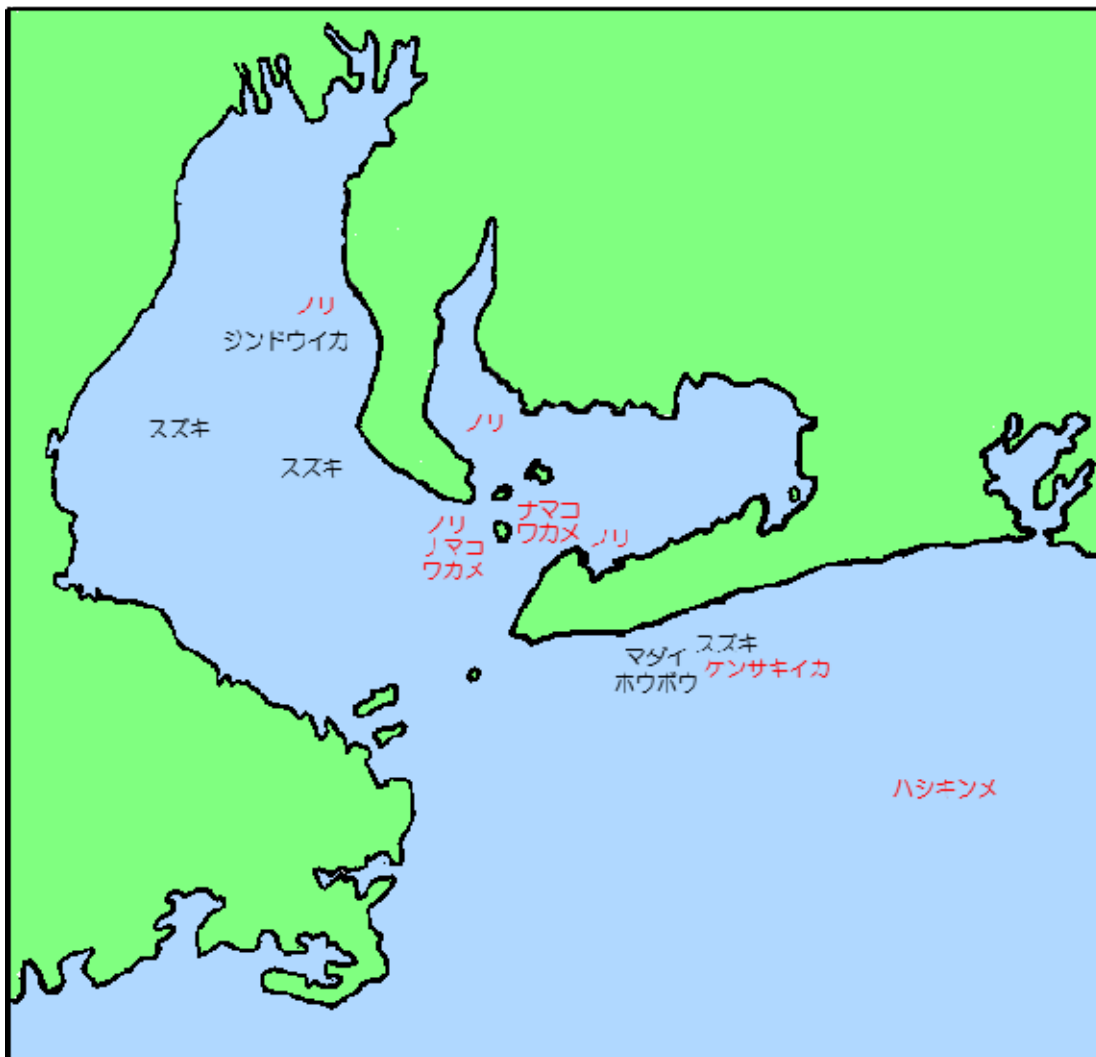 ノリ
ジンドウイカ
スズキ
スズキ
ノリ
ナマコ
ワカメ
ノリ
ノリ
ノマコ
ワカメ
スズキ
マダイ
ホウボウ
ケンサキイカ
ハシキンメ